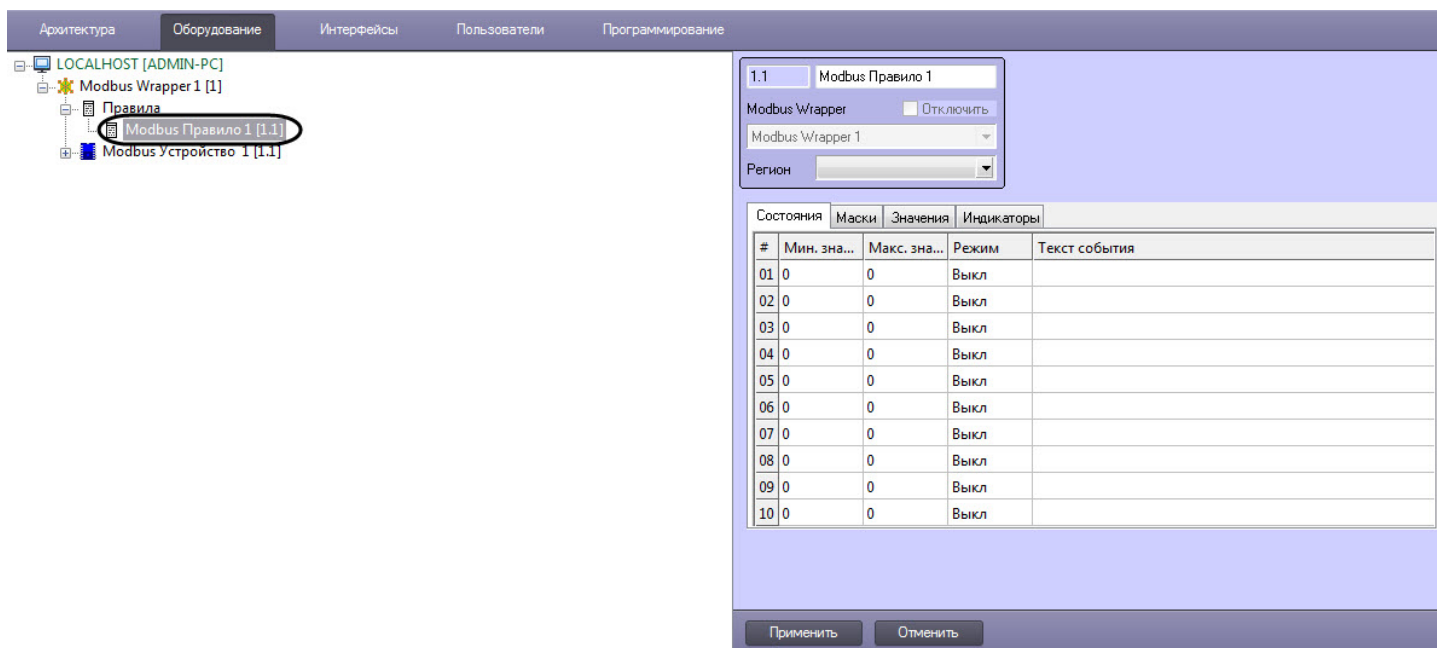 Архитектура Оборудование Интерфейсы Пользователи Программирование
LOCALHOST [ADMIN-PC]
Modbus Wrapper 1 [1]
Правила
Modbus Правило 1 [1.1]
Modbus Устройство 1 [1.1]
1.1 Modbus Правило 1
Modbus Wrapper Отключить
Modbus Wrapper 1
Регион
Состояния Маски Значения Индикаторы
# Мин. зна... Макс. зна... Режим Текст события
01 0 0 Выкл
02 0 0 Выкл
03 0 0 Выкл
04 0 0 Выкл
05 0 0 Выкл
06 0 0 Выкл
07 0 0 Выкл
08 0 0 Выкл
09 0 0 Выкл
10 0 0 Выкл
Применить Отменить